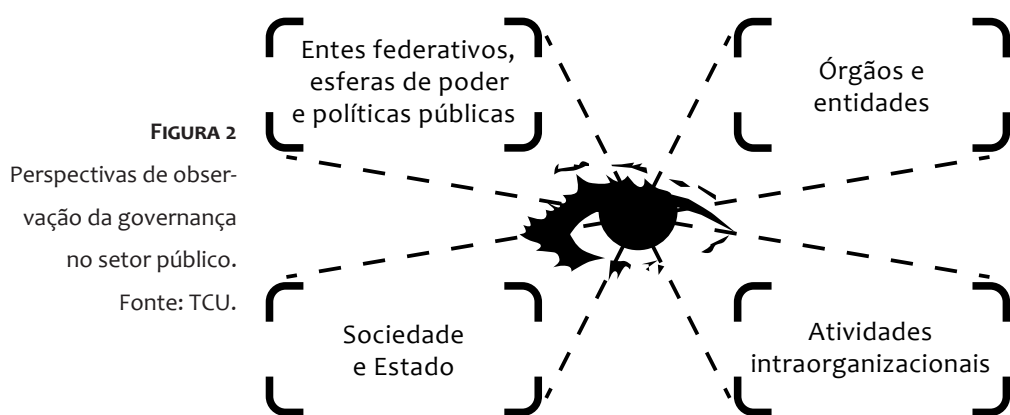 FIGURA 2
Perspectivas de obser-
vação da governança
no setor público.
Fonte: TCU.
Entes federativos,
esferas de poder
e políticas públicas
Órgãos e
entidades
Sociedade
e Estado
Atividades
intraorganizacionais